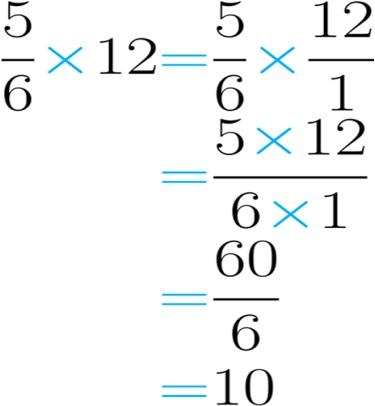 5/6 × 12 = 5/6 × 12/1
= 5 × 12 / 6 × 1
= 60/6
= 10